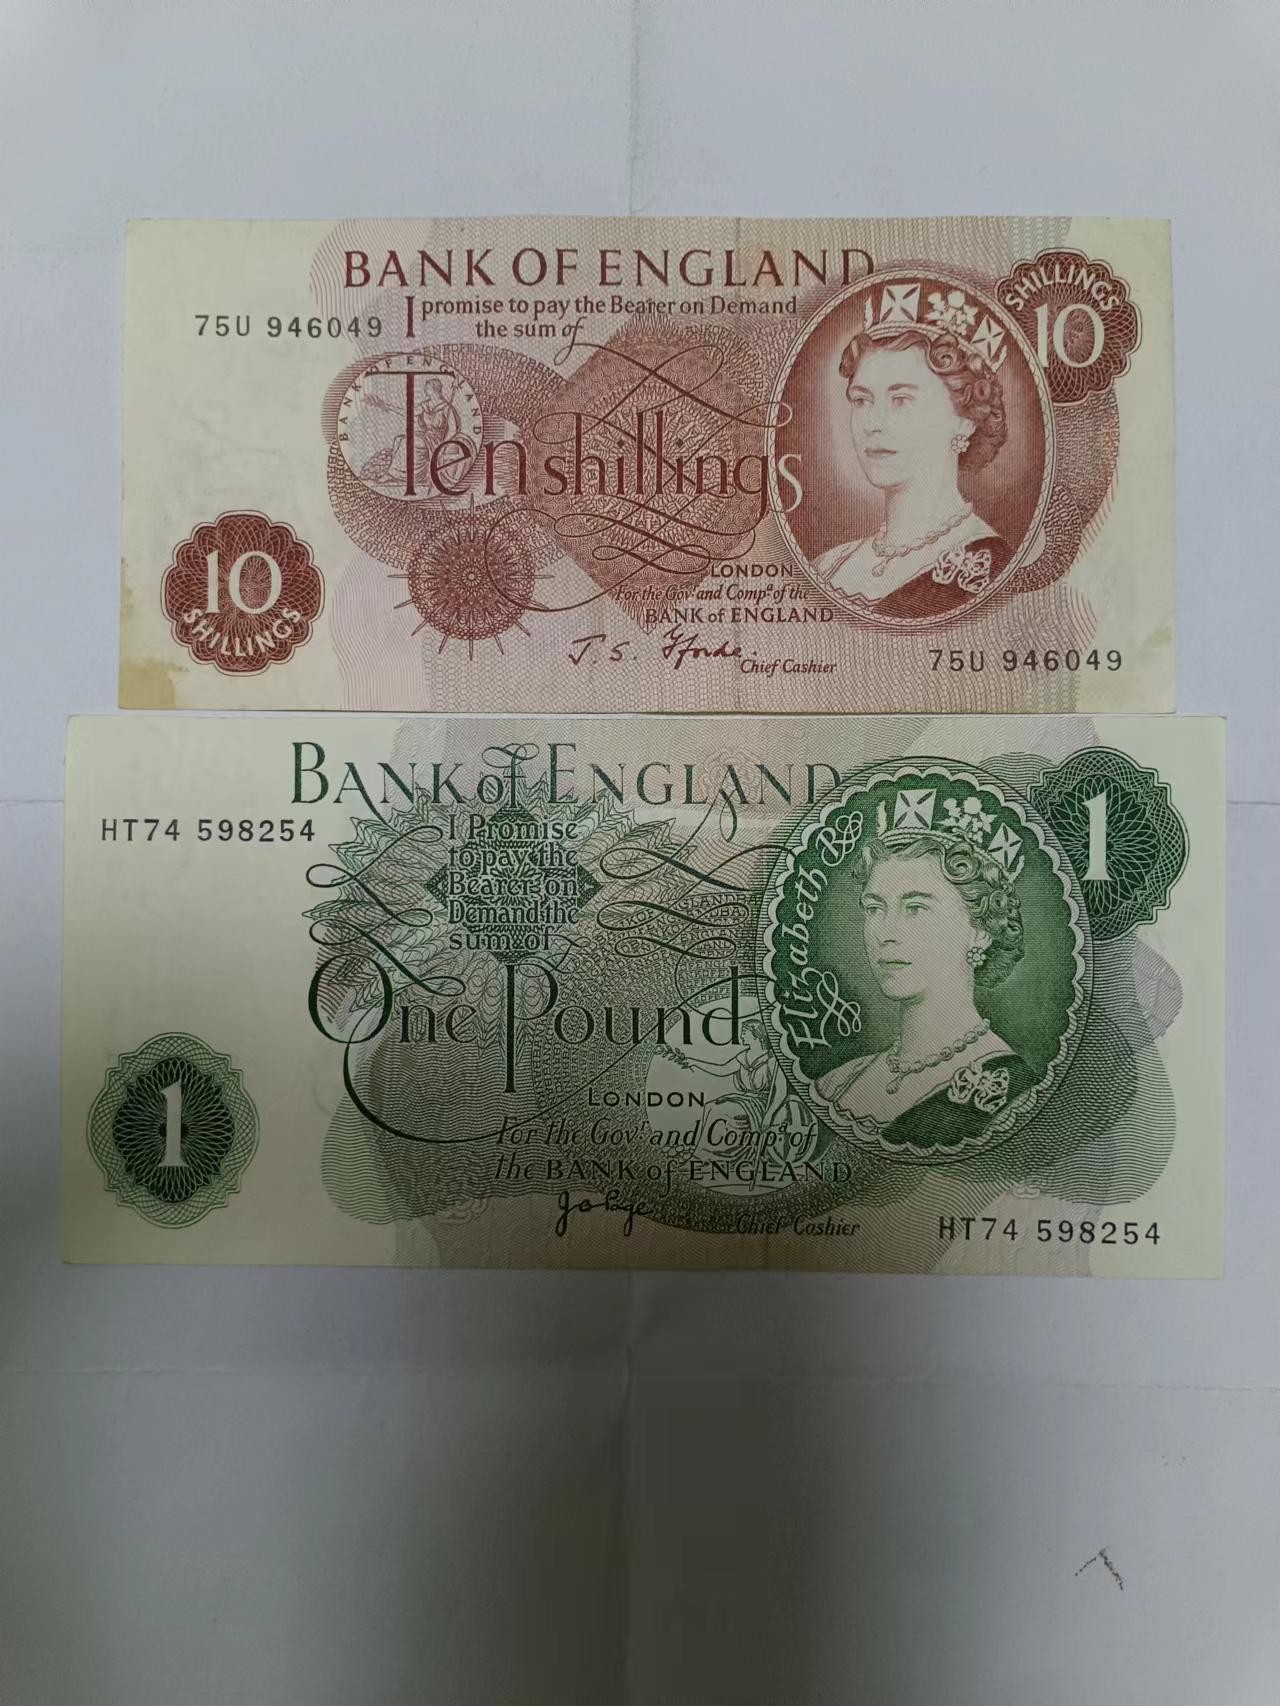 BANK OF ENGLAND
I promise to pay the Bearer on Demand
the sum of
75U 946049
SHILLINGS
10
BANK OF ENGLAND
Ten shillings
10
SHILLINGS
LONDON
For the Govr and Compa of the
BANK of ENGLAND
J. S. Fforde.
Chief Cashier
75U 946049
BANK of ENGLAND
HT74 598254
1
I Promise
to pay the
Bearer on
Demand the
sum of
One Pound
Elizabeth R
LONDON
For the Govr and Compa of
the BANK of ENGLAND
1
Chief Cashier
HT74 598254